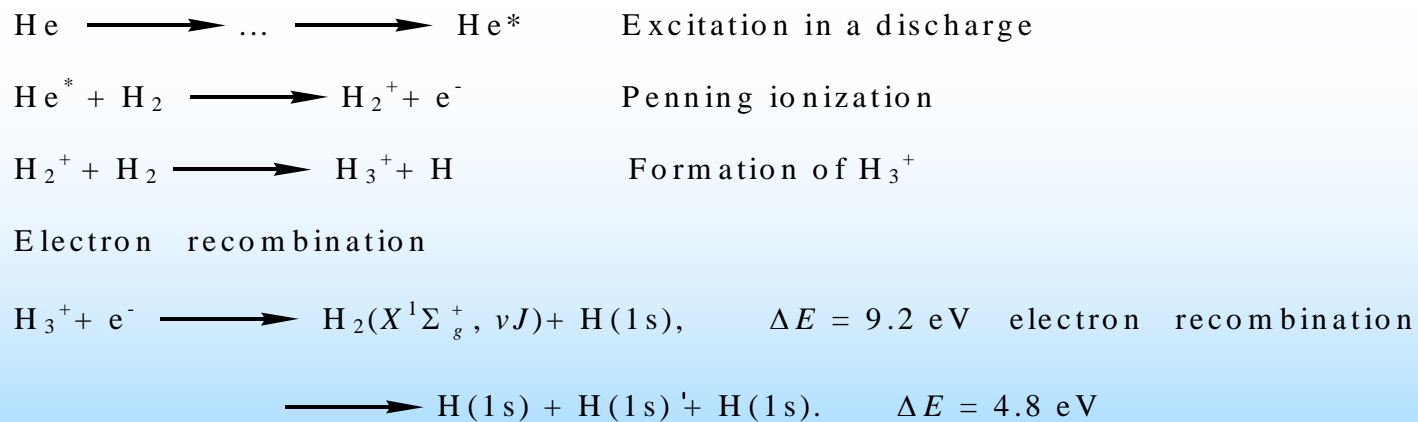 He ⟶ ... ⟶ He* Excitation in a discharge
He* + H₂ ⟶ H₂⁺ + e⁻ Penning ionization
H₂⁺ + H₂ ⟶ H₃⁺ + H Formation of H₃⁺
Electron recombination
H₃⁺ + e⁻ ⟶ H₂(X¹Σg⁺, vJ) + H(1s), ΔE = 9.2 eV electron recombination
⟶ H(1s) + H(1s)'+ H(1s). ΔE = 4.8 eV